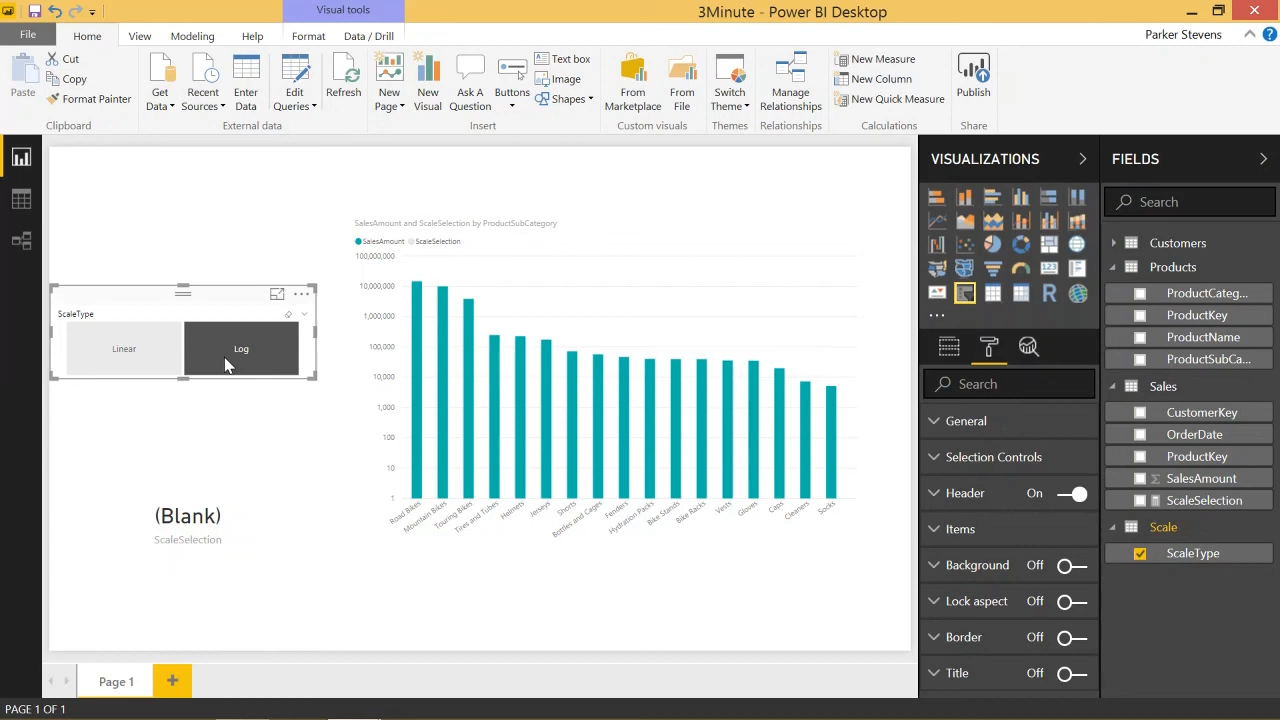 Visual tools
3Minute - Power BI Desktop
File
Home
View
Modeling
Help
Format
Data / Drill
Parker Stevens
Paste
Cut
Copy
Format Painter
Clipboard
Get Data
Recent Sources
Enter Data
Edit Queries
Refresh
External data
New Page
New Visual
Ask A Question
Buttons
Text box
Image
Shapes
Insert
From Marketplace
From File
Custom visuals
Switch Theme
Themes
Manage Relationships
Relationships
New Measure
New Column
New Quick Measure
Calculations
Publish
Share
SalesAmount and ScaleSelection by ProductSubCategory
SalesAmount
ScaleSelection
100,000,000
10,000,000
1,000,000
100,000
10,000
1,000
100
10
1
Road Bikes
Mountain Bikes
Touring Bikes
Tires and Tubes
Helmets
Jerseys
Shorts
Bottles and Cages
Fenders
Hydration Packs
Bike Stands
Bike Racks
Vests
Gloves
Caps
Cleaners
Socks
ScaleType
Linear
Log
(Blank)
ScaleSelection
VISUALIZATIONS
123
R
Search
General
Selection Controls
Header On
Items
Background Off
Lock aspect Off
Border Off
Title Off
FIELDS
Search
Customers
Products
ProductCateg...
ProductKey
ProductName
ProductSubCa...
Sales
CustomerKey
OrderDate
ProductKey
Σ SalesAmount
ScaleSelection
Scale
ScaleType
Page 1
PAGE 1 OF 1